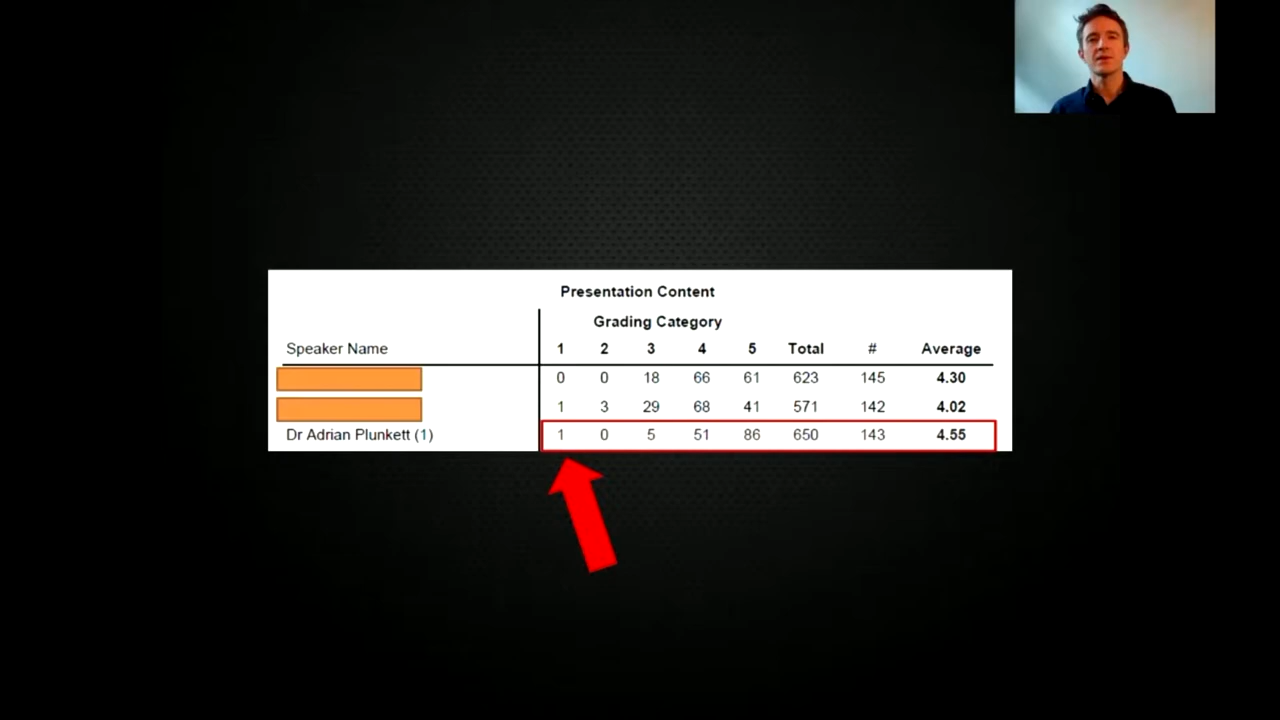 Presentation Content
Grading Category
Speaker Name 1 2 3 4 5 Total # Average
0 0 18 66 61 623 145 4.30
1 3 29 68 41 571 142 4.02
Dr Adrian Plunkett (1) 1 0 5 51 86 650 143 4.55